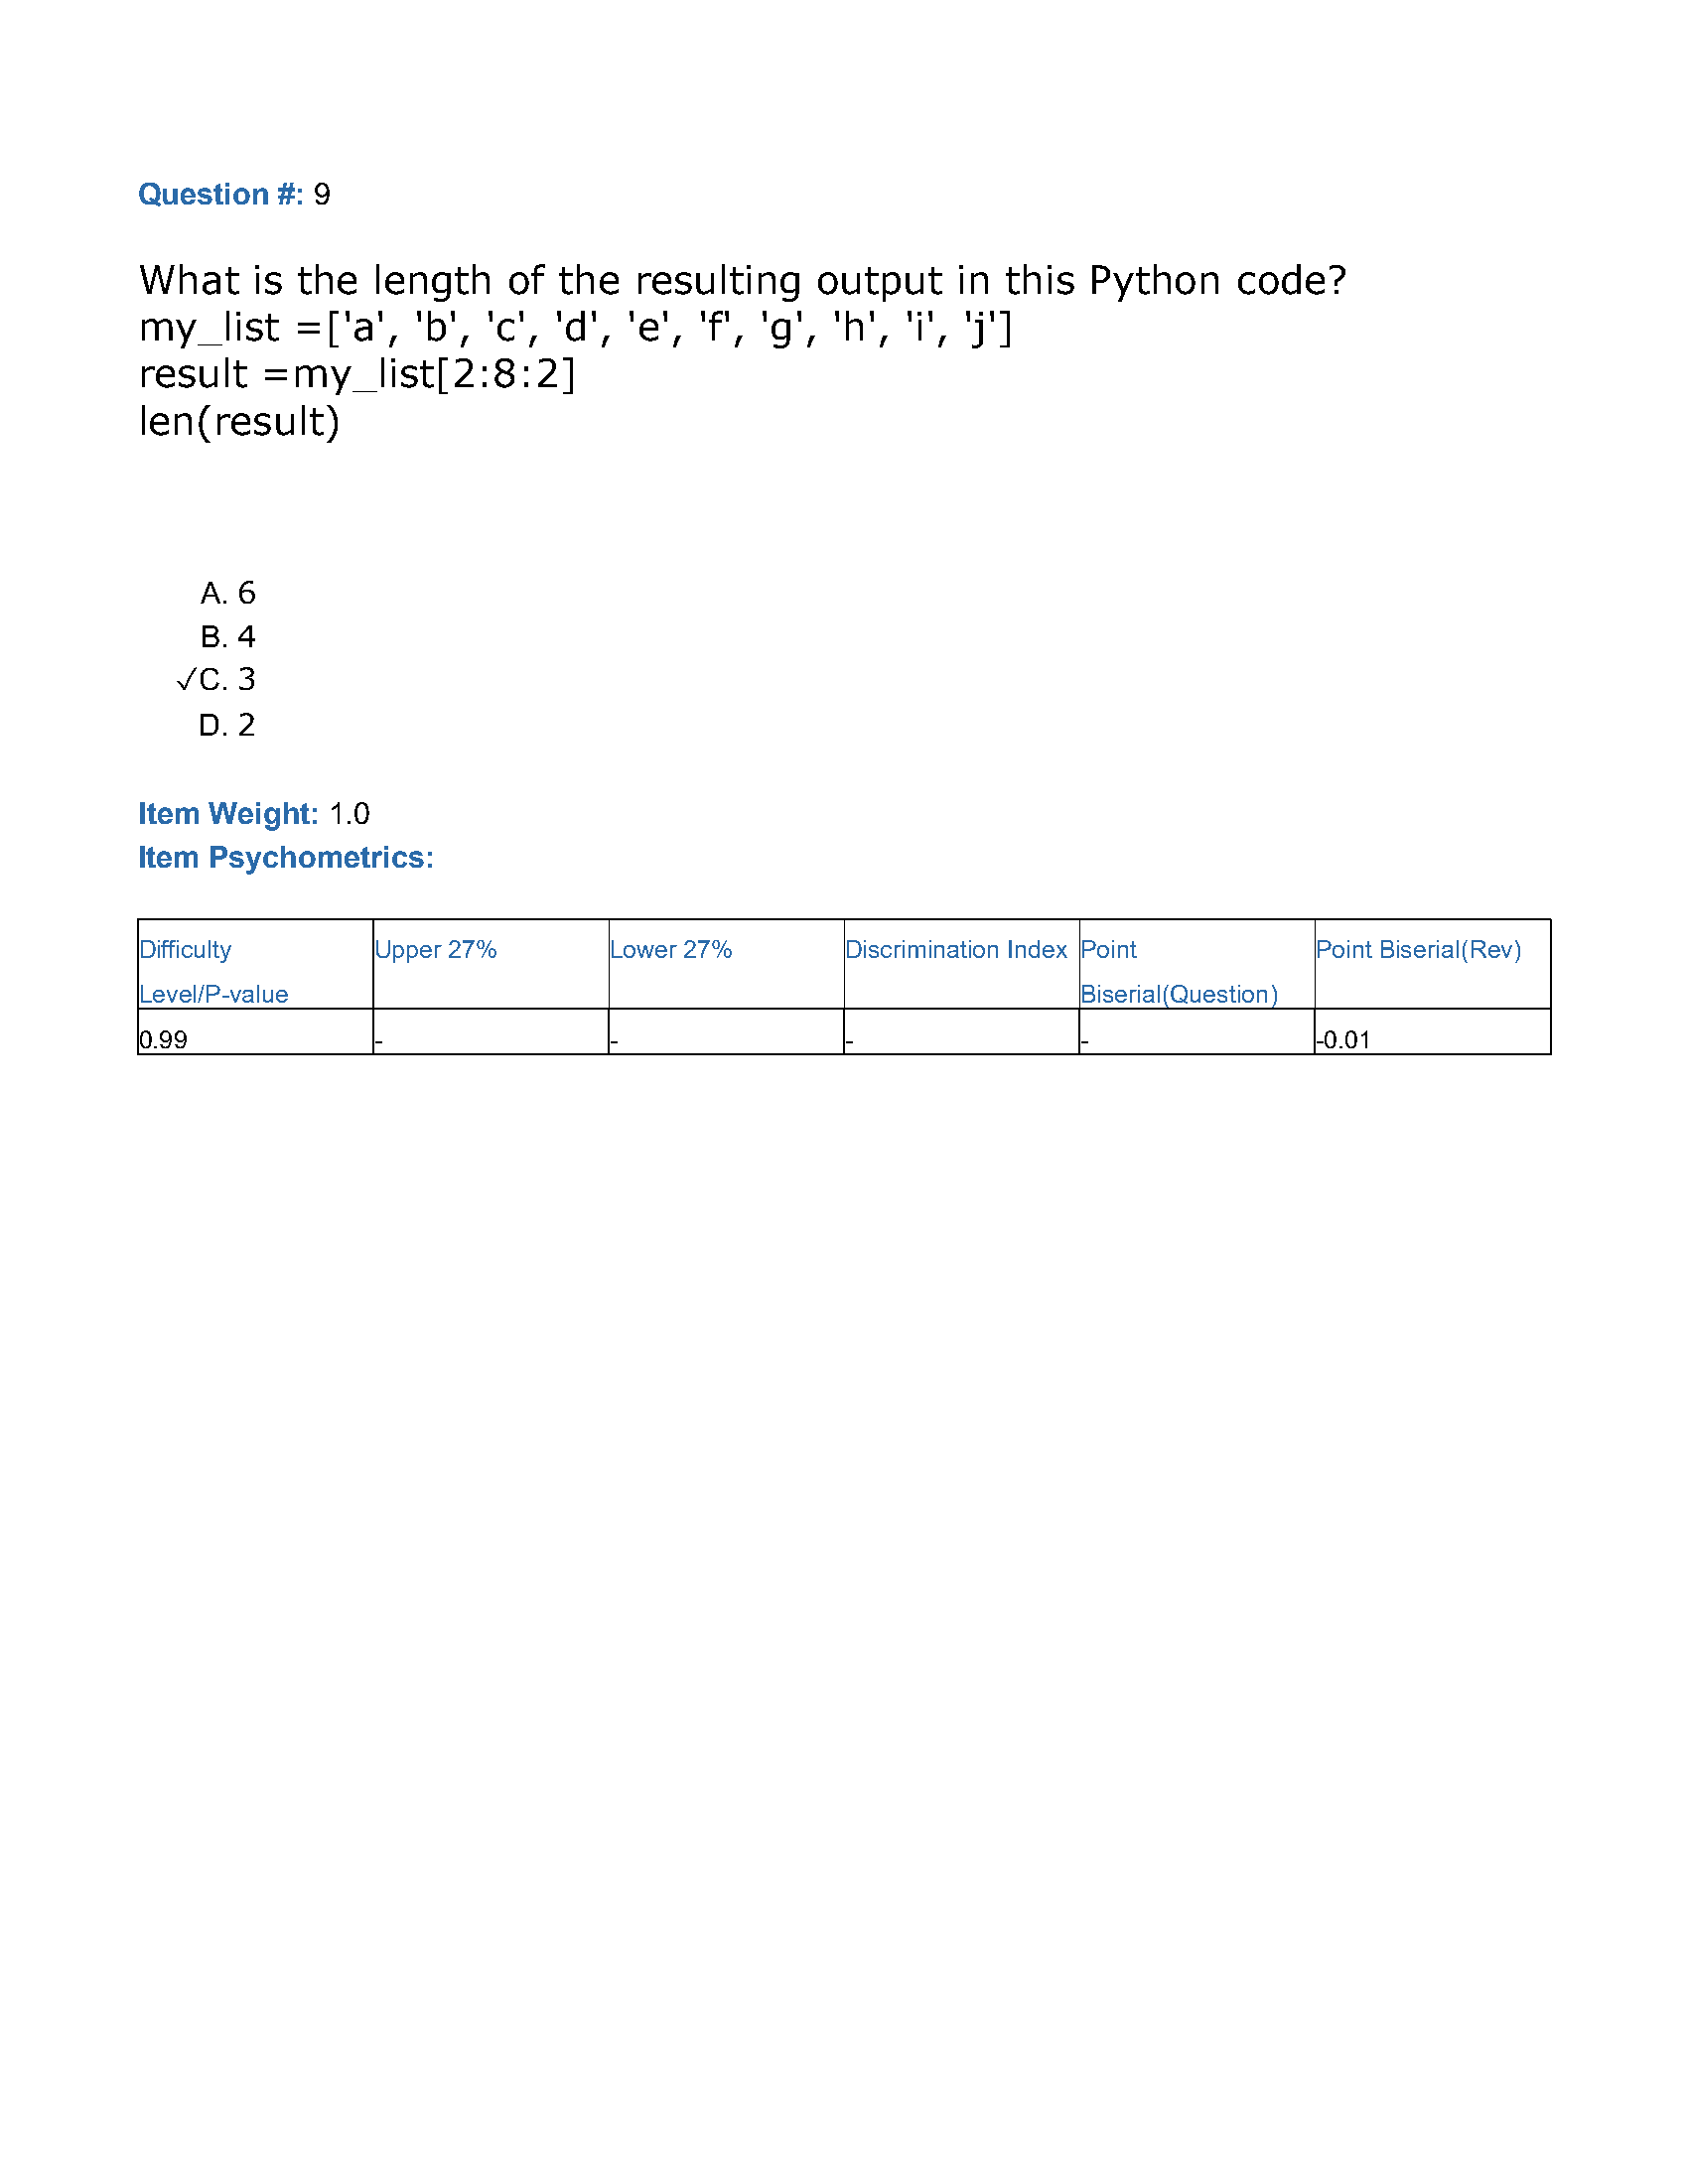 Question #: 9
What is the length of the resulting output in this Python code?
my_list =['a', 'b', 'c', 'd', 'e', 'f', 'g', 'h', 'i', 'j']
result =my_list[2:8:2]
len(result)
A. 6
B. 4
✓C. 3
D. 2
Item Weight: 1.0
Item Psychometrics:
Difficulty Level/P-value Upper 27% Lower 27% Discrimination Index Point Biserial(Question) Point Biserial(Rev)
0.99 - - - - -0.01